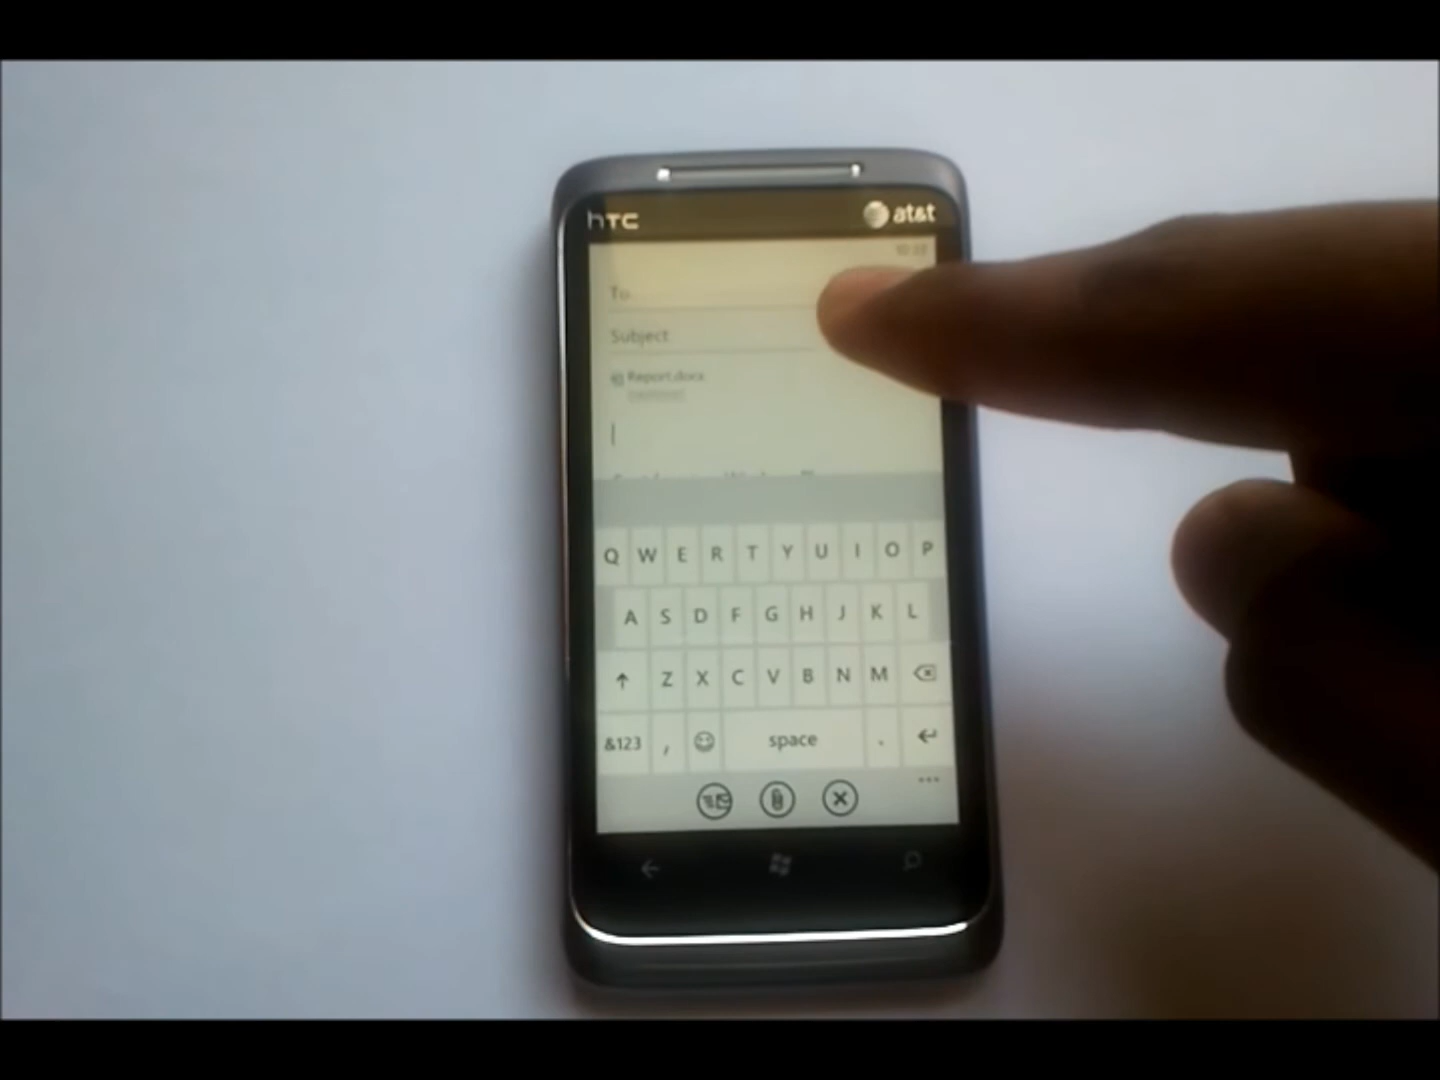 hTC at&t
To
Subject
Report.docx
Q W E R T Y U I O P
A S D F G H J K L
Z X C V B N M
&123 , space .